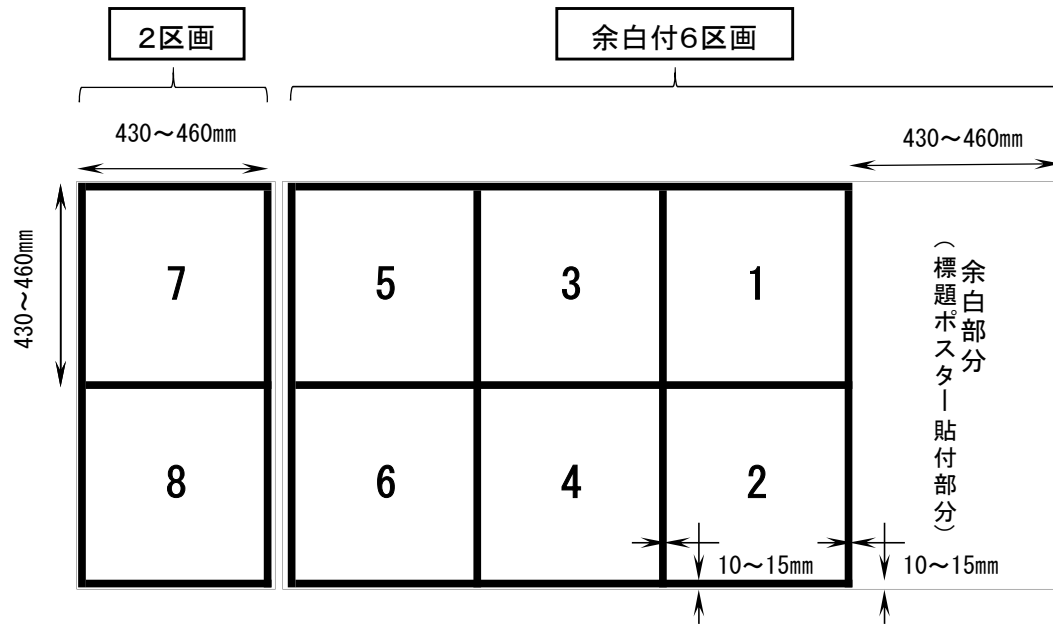 2区画
余白付6区画
430～460mm
430～460mm
430～460mm
7
5
3
1
余白部分
（標題ポスター貼付部分）
8
6
4
2
10～15mm
10～15mm